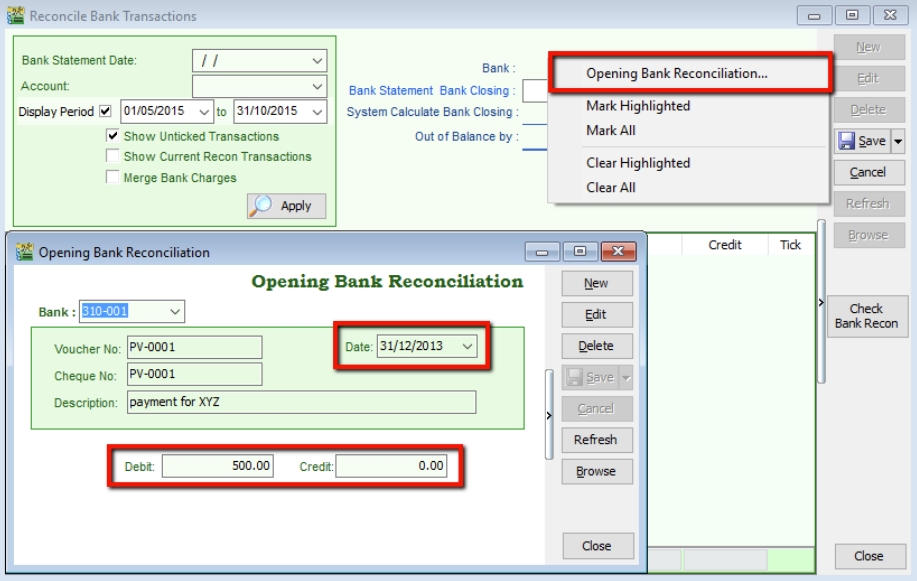 Reconcile Bank Transactions
Bank Statement Date: / /
Account:
Display Period 01/05/2015 to 31/10/2015
Show Unticked Transactions
Show Current Recon Transactions
Merge Bank Charges
Apply
Bank :
Bank Statement Bank Closing :
System Calculate Bank Closing :
Out of Balance by :
Opening Bank Reconciliation...
Mark Highlighted
Mark All
Clear Highlighted
Clear All
New
Edit
Delete
Save
Cancel
Refresh
Browse
Check
Bank Recon
Close
Credit Tick
Opening Bank Reconciliation
Opening Bank Reconciliation
Bank : 310-001
Voucher No: PV-0001
Date: 31/12/2013
Cheque No: PV-0001
Description: payment for XYZ
Debit: 500.00 Credit: 0.00
New
Edit
Delete
Save
Cancel
Refresh
Browse
Close